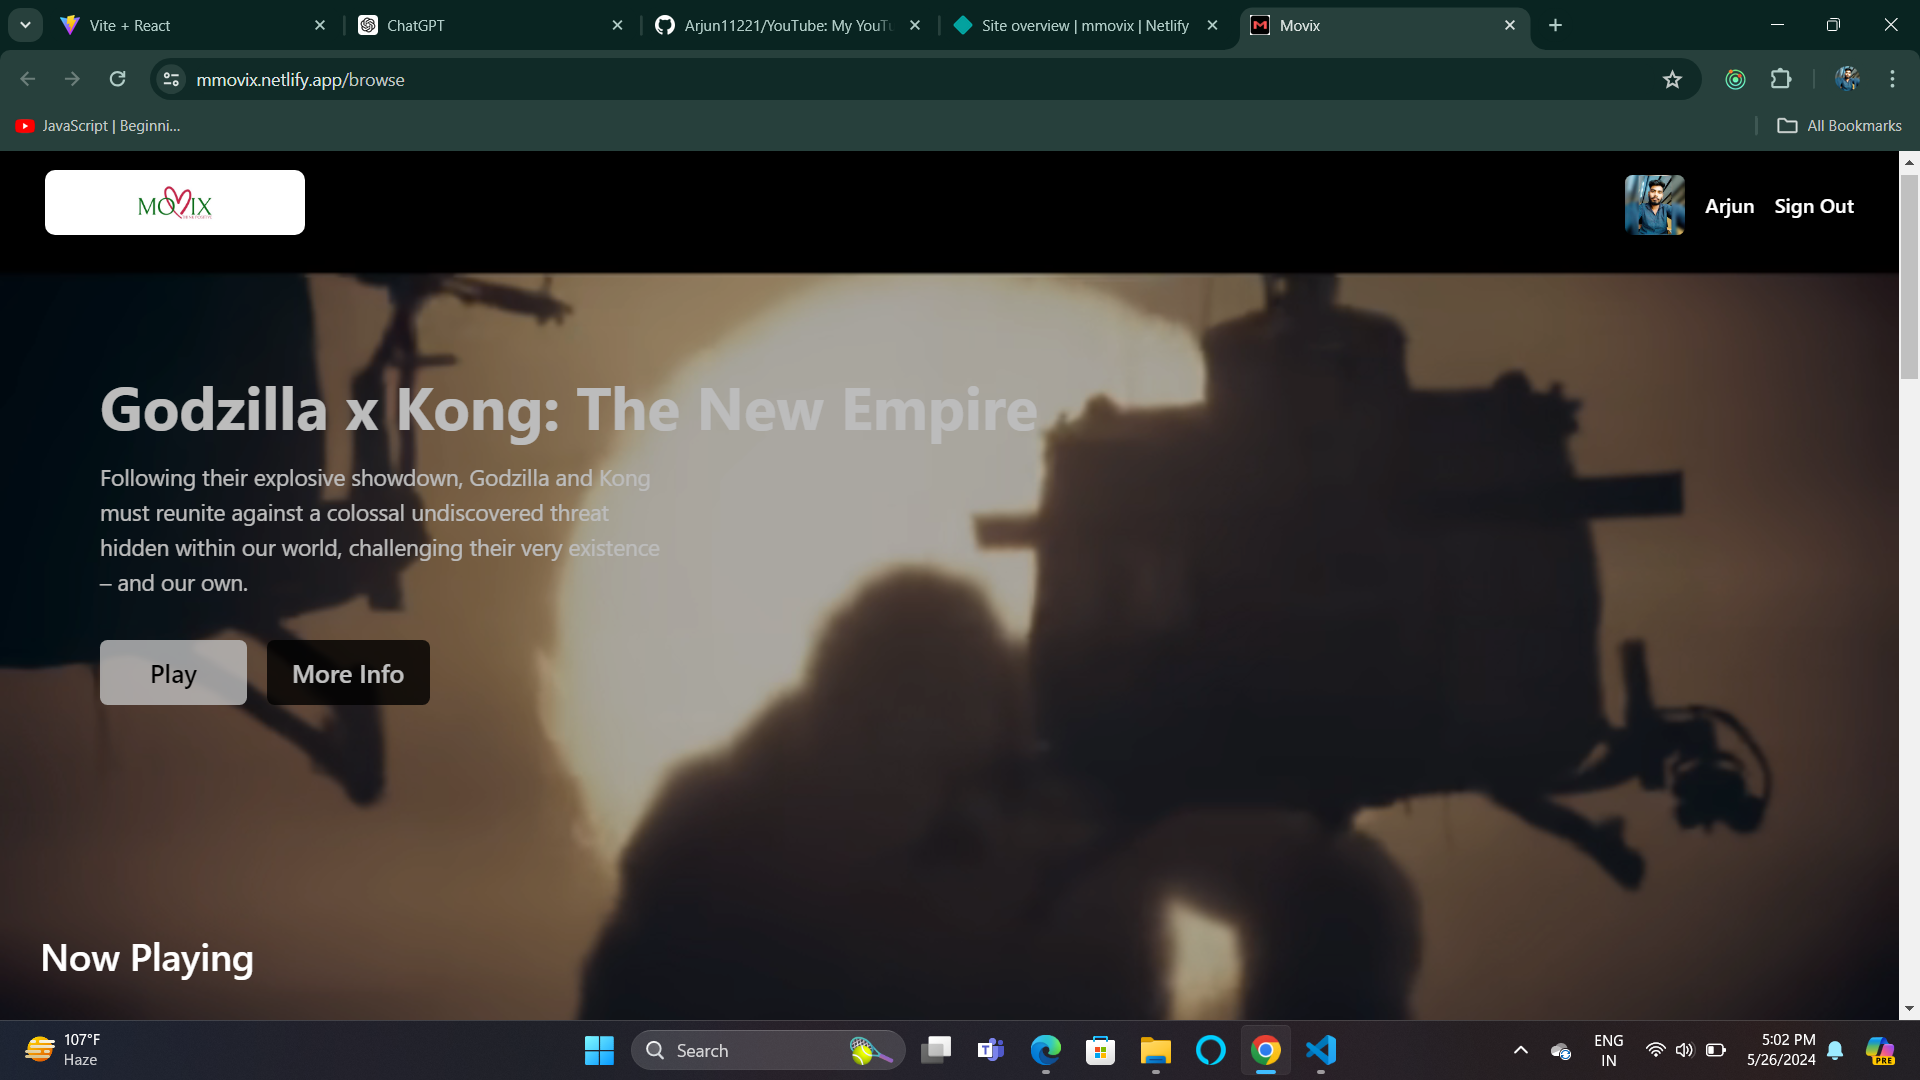 Vite + React
ChatGPT
Arjun11221/YouTube: My YouTu
Site overview | mmovix | Netlify
Movix
mmovix.netlify.app/browse
JavaScript | Beginni...
All Bookmarks
MOVIX
Arjun
Sign Out
Godzilla x Kong: The New Empire
Following their explosive showdown, Godzilla and Kong
must reunite against a colossal undiscovered threat
hidden within our world, challenging their very existence
– and our own.
Play
More Info
Now Playing
107°F
Haze
Search
ENG
IN
5:02 PM
5/26/2024
PRE